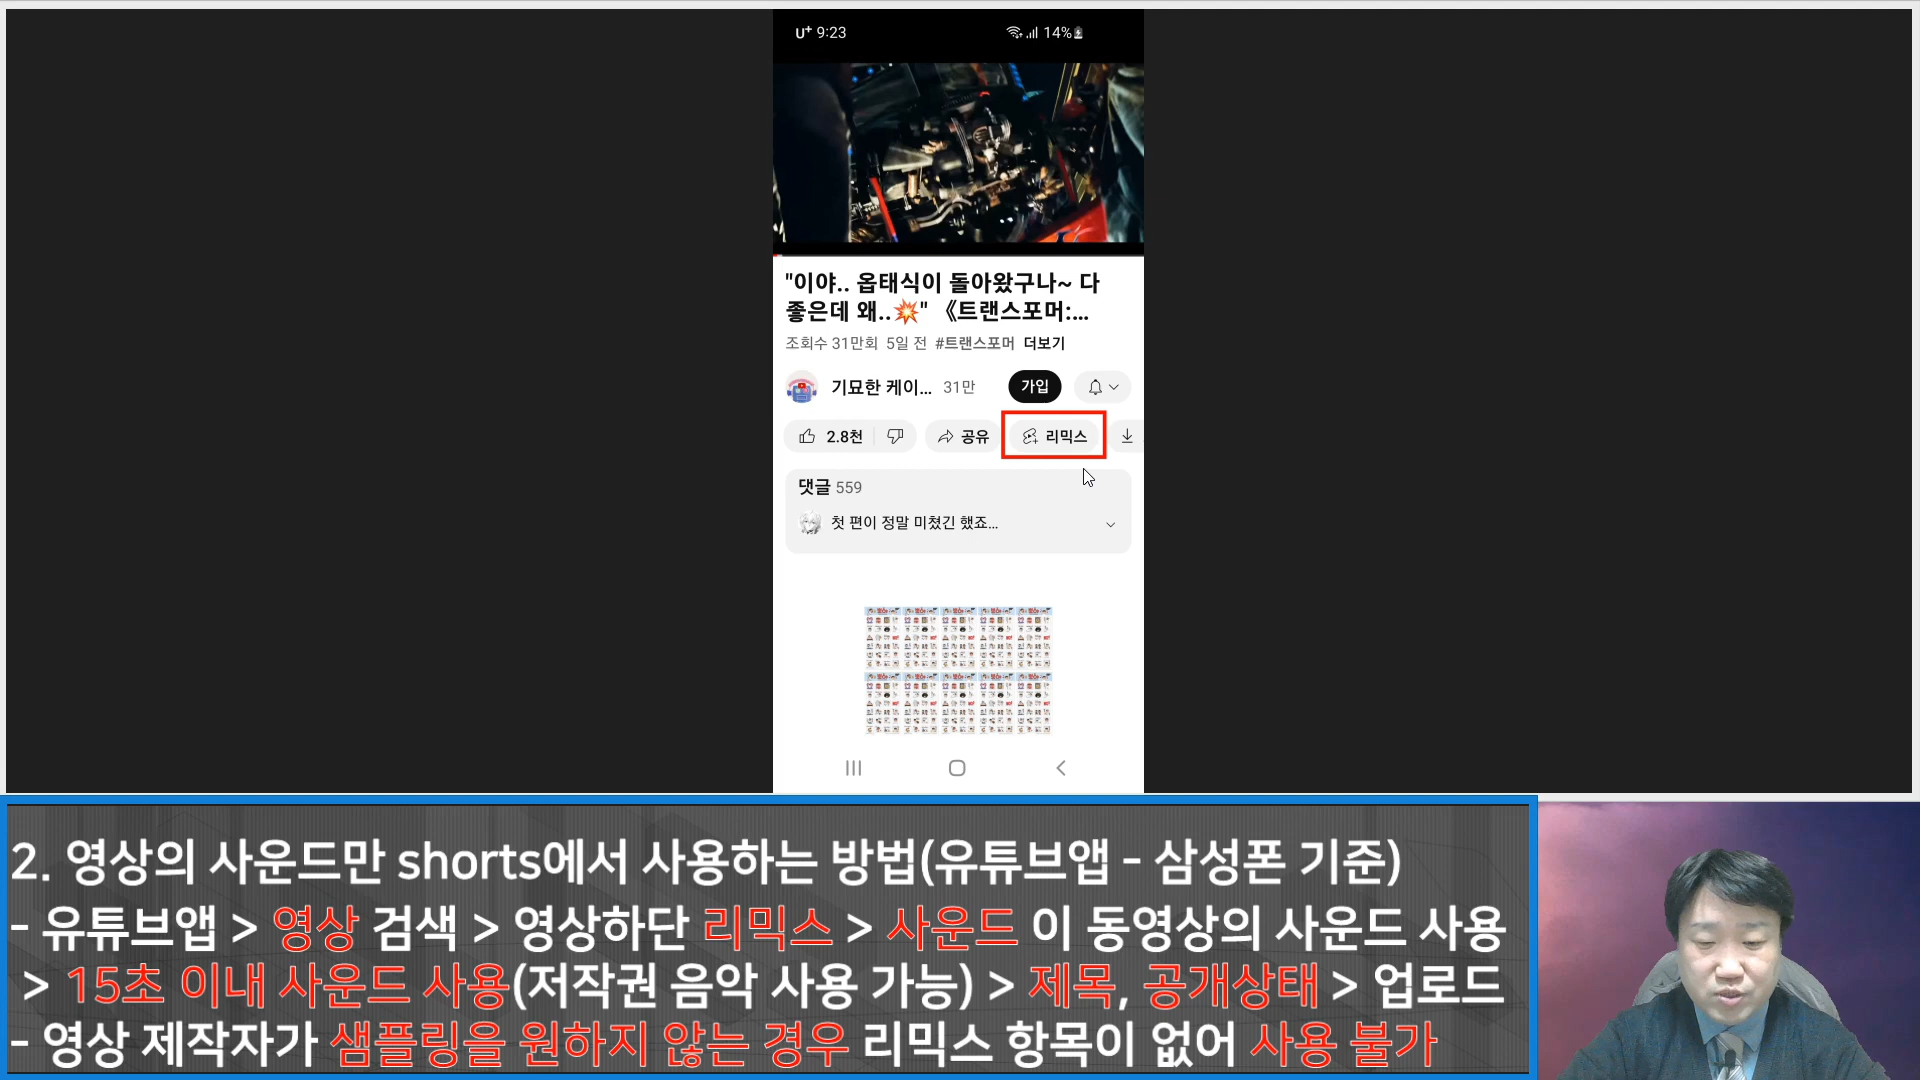 U⁺ 9:23
14%
"이야.. 옵태식이 돌아왔구나~ 다
좋은데 왜..💥" 《트랜스포머:...
조회수 31만회 5일 전 #트랜스포머 더보기
기묘한 케이... 31만 가입
2.8천 공유 리믹스
댓글 559
첫 편이 정말 미쳤긴 했죠...
2. 영상의 사운드만 shorts에서 사용하는 방법(유튜브앱 - 삼성폰 기준)
- 유튜브앱 > 영상 검색 > 영상하단 리믹스 > 사운드 이 동영상의 사운드 사용
> 15초 이내 사운드 사용(저작권 음악 사용 가능) > 제목, 공개상태 > 업로드
- 영상 제작자가 샘플링을 원하지 않는 경우 리믹스 항목이 없어 사용 불가